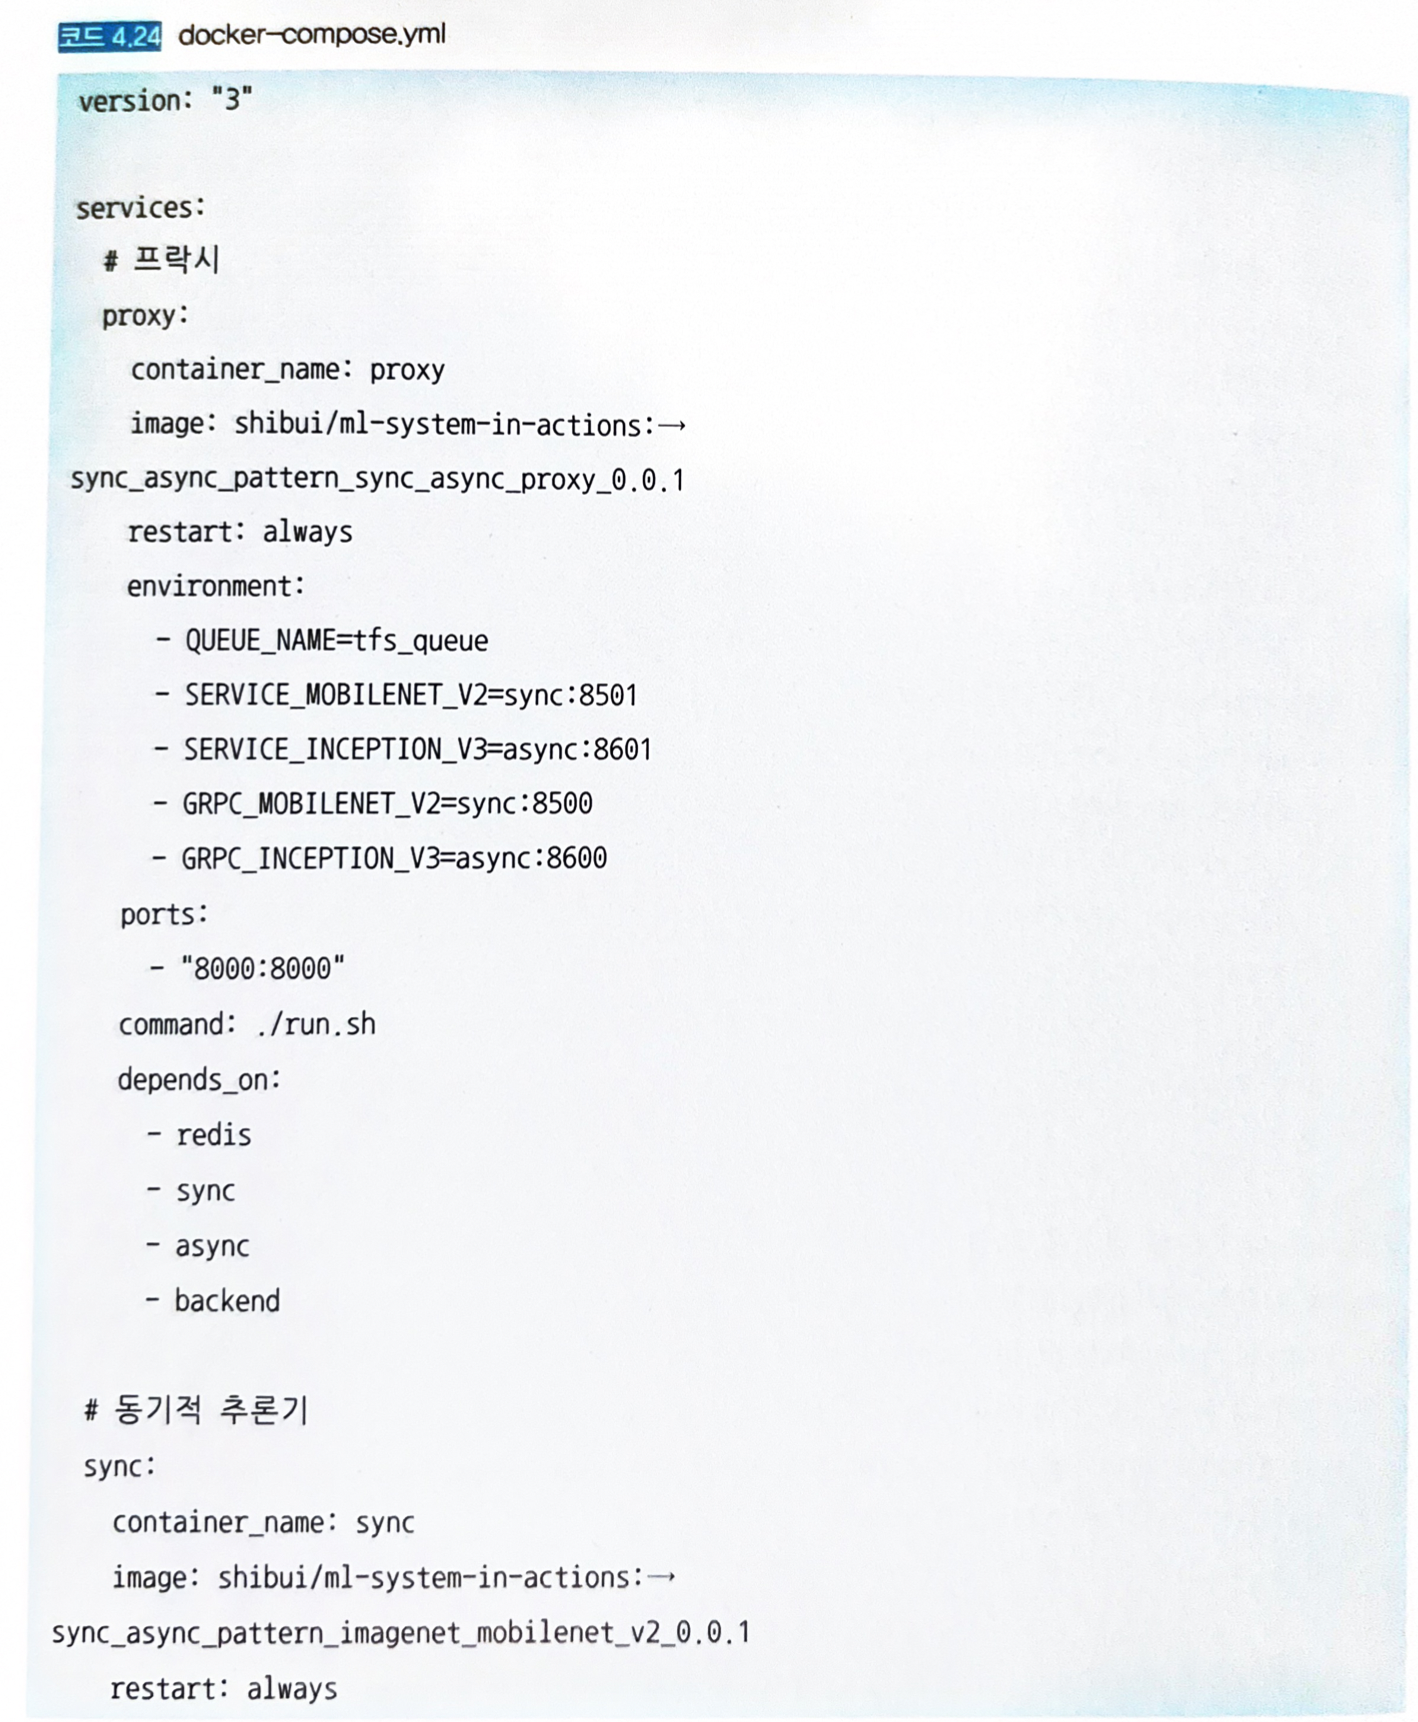 코드 4.24 docker-compose.yml
version: "3"
services:
# 프락시
proxy:
container_name: proxy
image: shibui/ml-system-in-actions:→
sync_async_pattern_sync_async_proxy_0.0.1
restart: always
environment:
- QUEUE_NAME=tfs_queue
- SERVICE_MOBILENET_V2=sync:8501
- SERVICE_INCEPTION_V3=async:8601
- GRPC_MOBILENET_V2=sync:8500
- GRPC_INCEPTION_V3=async:8600
ports:
- "8000:8000"
command: ./run.sh
depends_on:
- redis
- sync
- async
- backend
# 동기적 추론기
sync:
container_name: sync
image: shibui/ml-system-in-actions:→
sync_async_pattern_imagenet_mobilenet_v2_0.0.1
restart: always